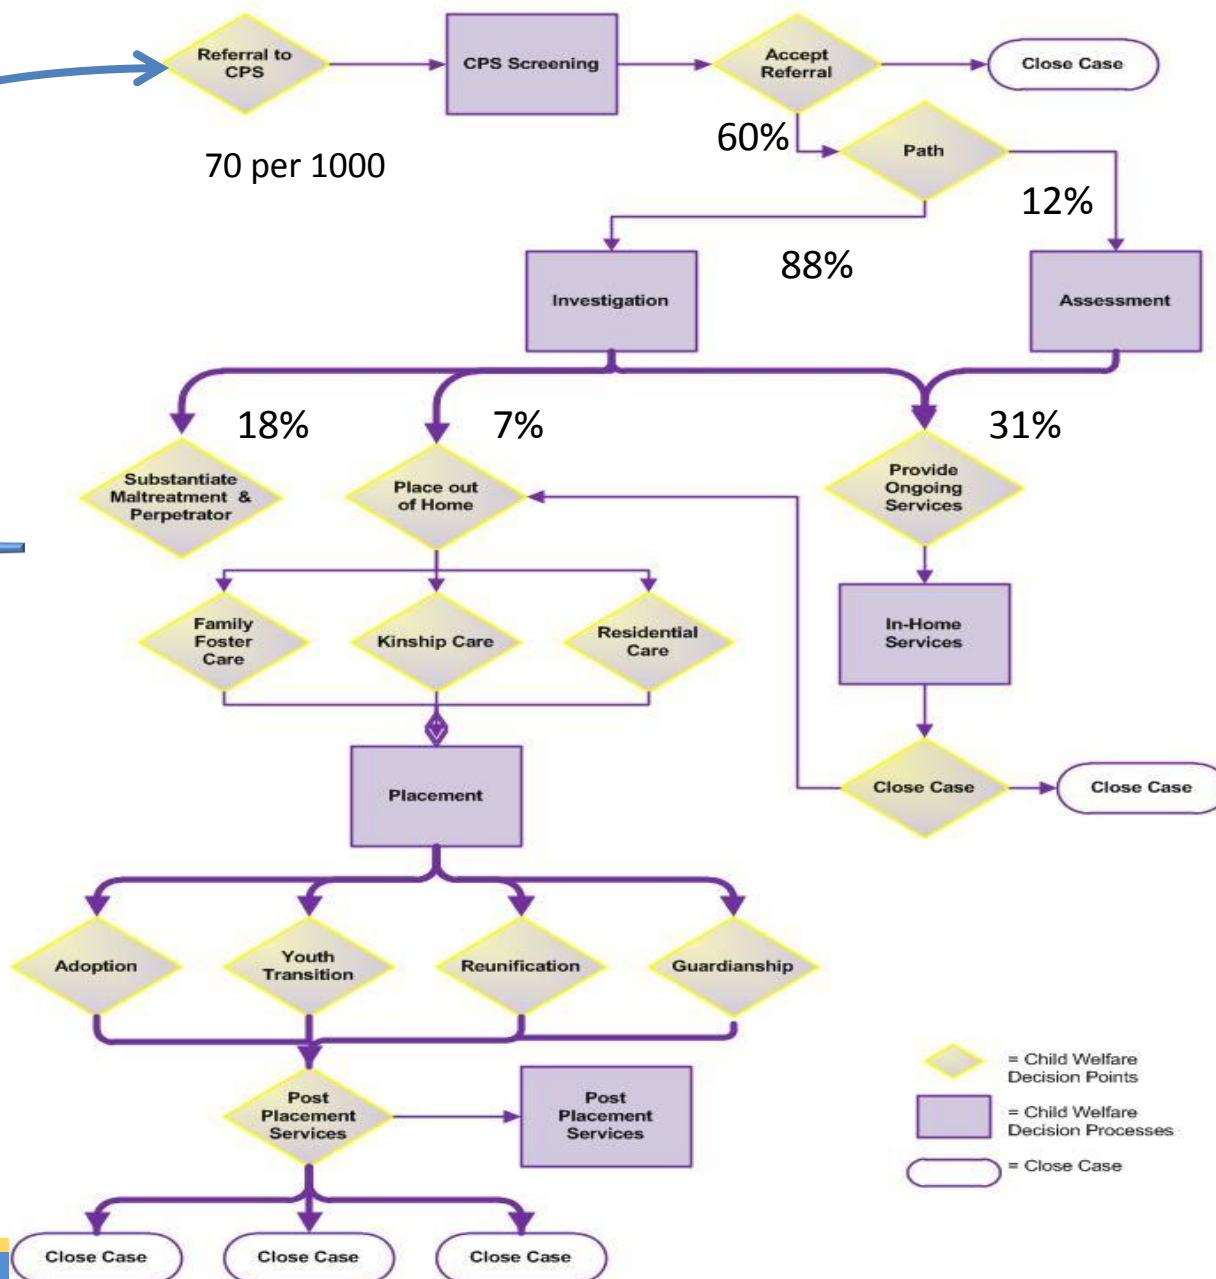 Referral to
CPS
CPS Screening
Accept
Referral
Close Case
70 per 1000
60%
Path
12%
88%
Investigation
Assessment
18%
7%
31%
Substantiate
Maltreatment &
Perpetrator
Place out
of Home
Provide
Ongoing
Services
Family
Foster
Care
Kinship Care
Residential
Care
In-Home
Services
Placement
Close Case
Close Case
Adoption
Youth
Transition
Reunification
Guardianship
Post
Placement
Services
Post
Placement
Services
= Child Welfare
Decision Points
= Child Welfare
Decision Processes
= Close Case
Close Case
Close Case
Close Case